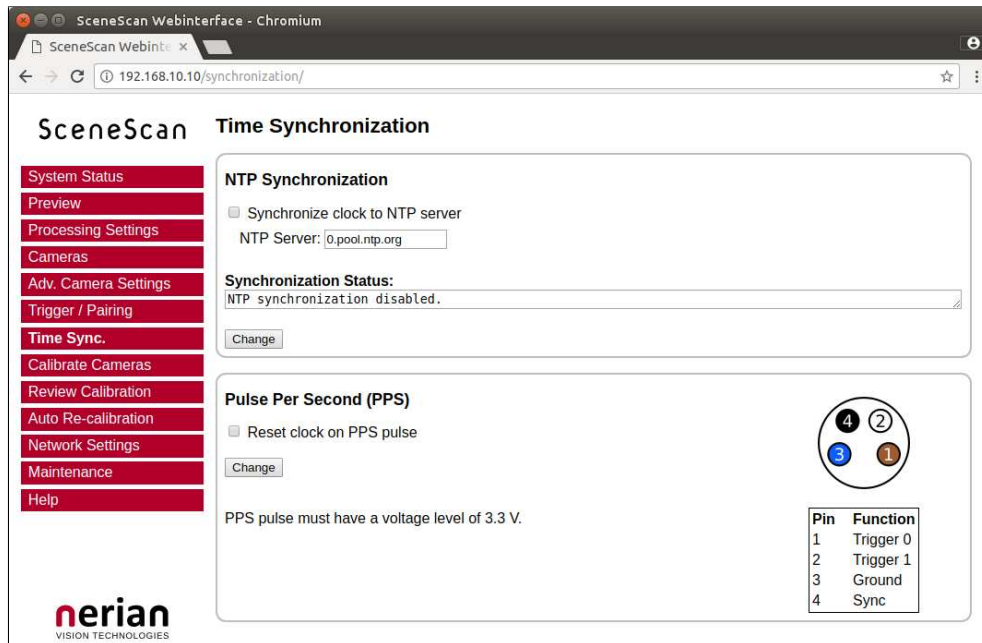 SceneScan Webinterface - Chromium
SceneScan Webinte
192.168.10.10/synchronization/
SceneScan
System Status
Preview
Processing Settings
Cameras
Adv. Camera Settings
Trigger / Pairing
Time Sync.
Calibrate Cameras
Review Calibration
Auto Re-calibration
Network Settings
Maintenance
Help
nerian
VISION TECHNOLOGIES
Time Synchronization
NTP Synchronization
Synchronize clock to NTP server
NTP Server: 0.pool.ntp.org
Synchronization Status:
NTP synchronization disabled.
Change
Pulse Per Second (PPS)
Reset clock on PPS pulse
Change
PPS pulse must have a voltage level of 3.3 V.
4 2
3 1
Pin Function
1 Trigger 0
2 Trigger 1
3 Ground
4 Sync